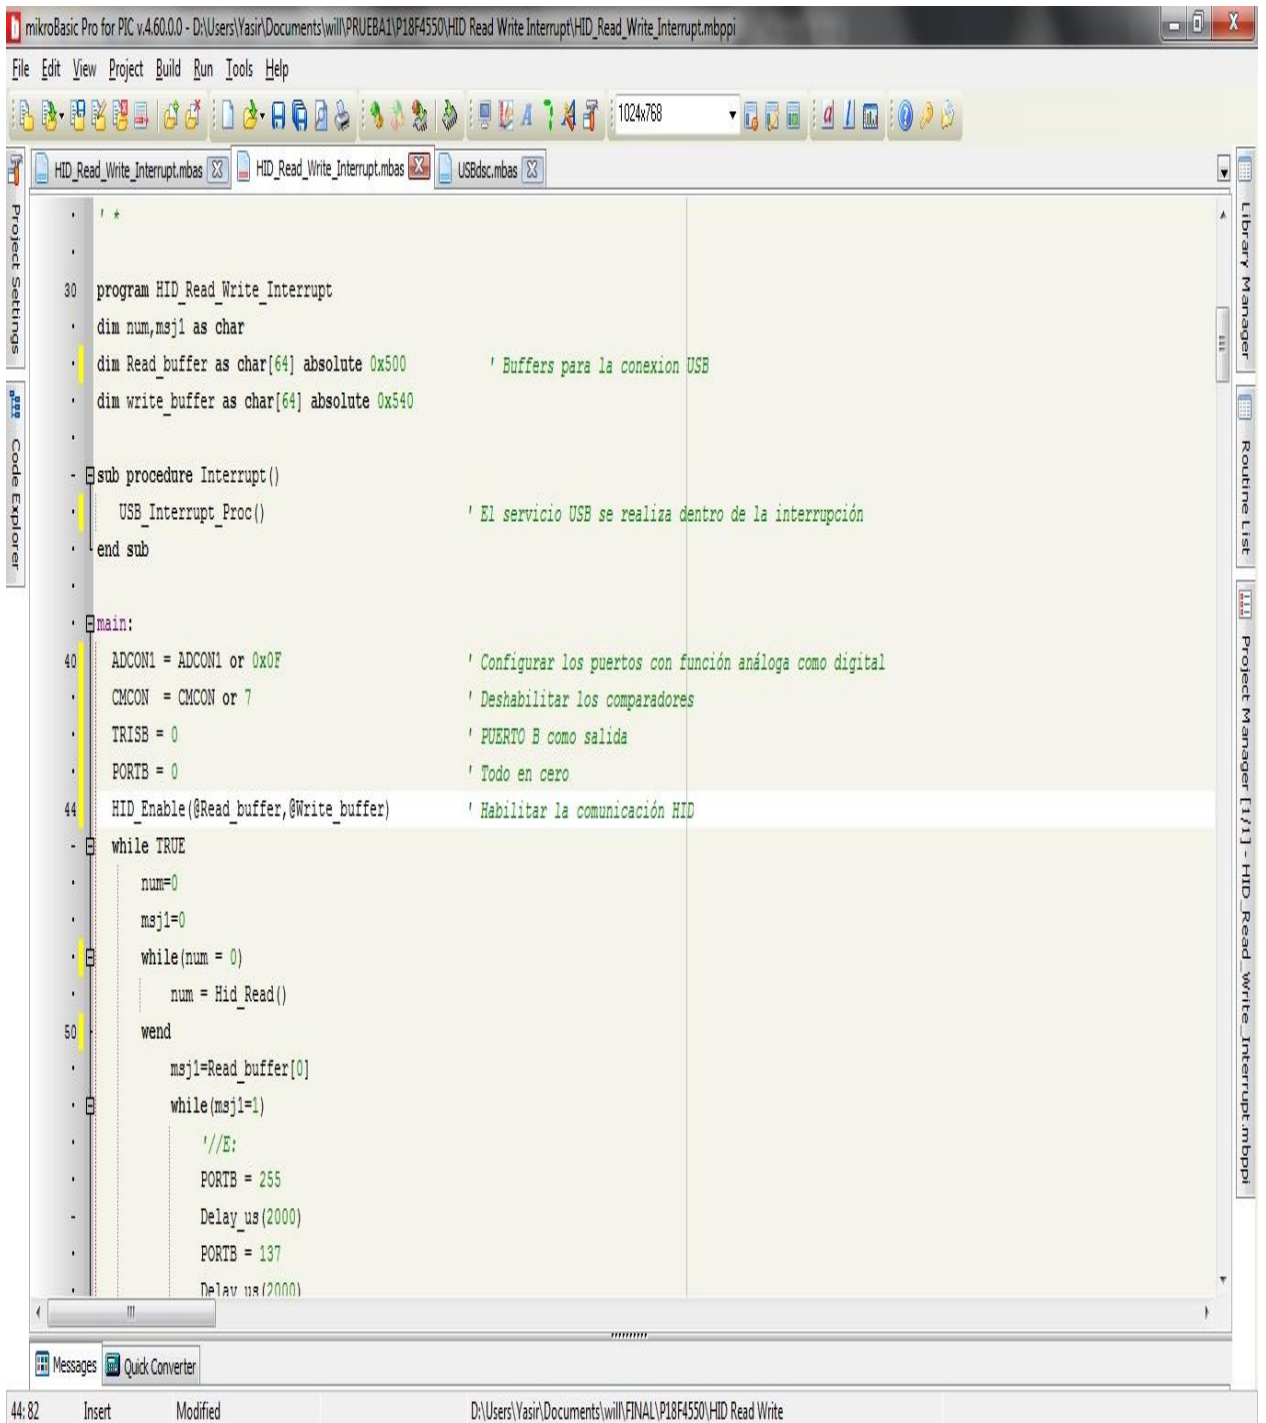 mikroBasic Pro for PIC v.4.60.0.0 - D:\Users\Yasir\Documents\will\PRUEBA1\P18F4550\HID Read Write Interrupt\HID_Read_Write_Interrupt.mbppi
File Edit View Project Build Run Tools Help
1024x768
HID_Read_Write_Interrupt.mbas HID_Read_Write_Interrupt.mbas USBdsc.mbas
Project Settings
Code Explorer
' *
30 program HID_Read_Write_Interrupt
dim num,msj1 as char
dim Read_buffer as char[64] absolute 0x500 ' Buffers para la conexion USB
dim write_buffer as char[64] absolute 0x540
sub procedure Interrupt()
USB_Interrupt_Proc() ' El servicio USB se realiza dentro de la interrupción
end sub
main:
40 ADCON1 = ADCON1 or 0x0F ' Configurar los puertos con función análoga como digital
CMCON = CMCON or 7 ' Deshabilitar los comparadores
TRISB = 0 ' PUERTO B como salida
PORTB = 0 ' Todo en cero
44 HID_Enable(@Read_buffer,@Write_buffer) ' Habilitar la comunicación HID
while TRUE
num=0
msj1=0
while(num = 0)
num = Hid_Read()
50 wend
msj1=Read_buffer[0]
while(msj1=1)
'//E:
PORTB = 255
Delay_us(2000)
PORTB = 137
Delay_us(2000)
Library Manager
Routine List
Project Manager [1/1] - HID_Read_Write_Interrupt.mbppi
Messages Quick Converter
44: 82 Insert Modified D:\Users\Yasir\Documents\will\FINAL\P18F4550\HID Read Write